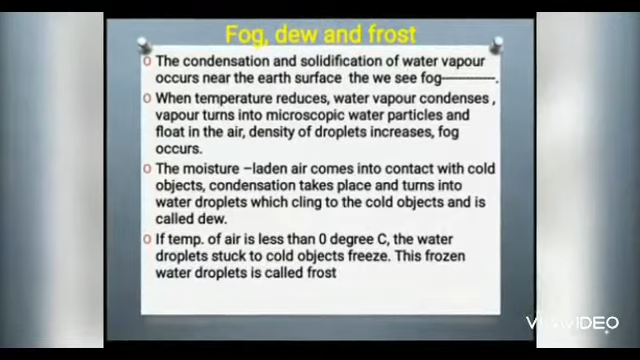 Fog, dew and frost
The condensation and solidification of water vapour
occurs near the earth surface the we see fog————.
When temperature reduces, water vapour condenses ,
vapour turns into microscopic water particles and
float in the air, density of droplets increases, fog
occurs.
The moisture –laden air comes into contact with cold
objects, condensation takes place and turns into
water droplets which cling to the cold objects and is
called dew.
If temp. of air is less than 0 degree C, the water
droplets stuck to cold objects freeze. This frozen
water droplets is called frost
VIVAVIDEO